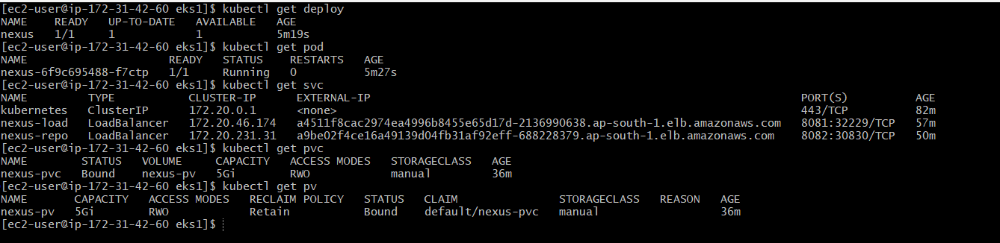 [ec2-user@ip-172-31-42-60 eks1]$ kubectl get deploy
NAME READY UP-TO-DATE AVAILABLE AGE
nexus 1/1 1 1 5m19s
[ec2-user@ip-172-31-42-60 eks1]$ kubectl get pod
NAME READY STATUS RESTARTS AGE
nexus-6f9c695488-f7ctp 1/1 Running 0 5m27s
[ec2-user@ip-172-31-42-60 eks1]$ kubectl get svc
NAME TYPE CLUSTER-IP EXTERNAL-IP PORT(S) AGE
kubernetes ClusterIP 172.20.0.1 <none> 443/TCP 82m
nexus-load LoadBalancer 172.20.46.174 a4511f8cac2974ea4996b8455e65d17d-2136990638.ap-south-1.elb.amazonaws.com 8081:32229/TCP 57m
nexus-repo LoadBalancer 172.20.231.31 a9be02f4ce16a49139d04fb31af92eff-688228379.ap-south-1.elb.amazonaws.com 8082:30830/TCP 50m
[ec2-user@ip-172-31-42-60 eks1]$ kubectl get pvc
NAME STATUS VOLUME CAPACITY ACCESS MODES STORAGECLASS AGE
nexus-pvc Bound nexus-pv 5Gi RWO manual 36m
[ec2-user@ip-172-31-42-60 eks1]$ kubectl get pv
NAME CAPACITY ACCESS MODES RECLAIM POLICY STATUS CLAIM STORAGECLASS REASON AGE
nexus-pv 5Gi RWO Retain Bound default/nexus-pvc manual 36m
[ec2-user@ip-172-31-42-60 eks1]$